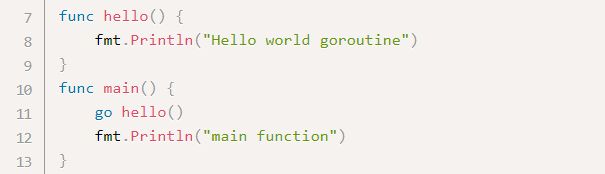 7 func hello() {
8     fmt.Println("Hello world goroutine")
9 }
10 func main() {
11     go hello()
12     fmt.Println("main function")
13 }